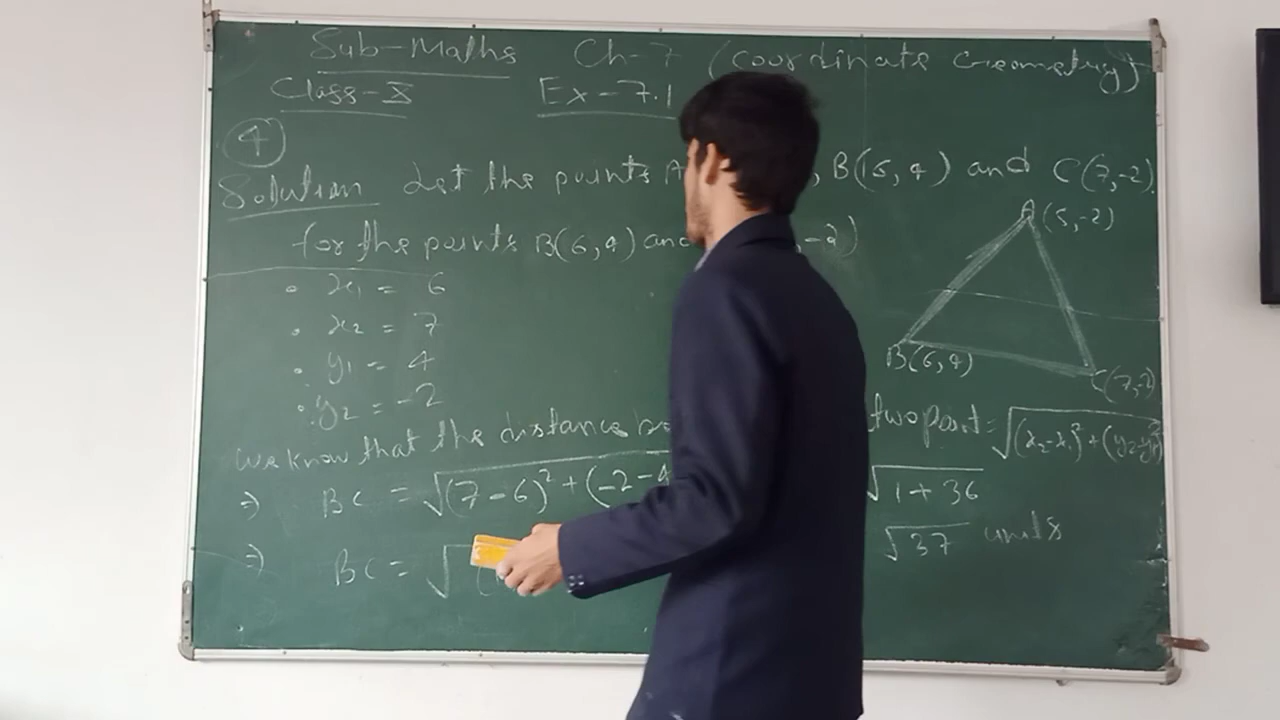 Sub-Maths Ch-7 (coordinate Geometry)
Class-X Ex-7.1
4
Solution Let the points A , B(6,4) and C(7,-2).
for the points B(6,4) and ,-2)
A(5,-2)
x₁ = 6
x₂ = 7
y₁ = 4
y₂ = -2
B(6,4)
C(7,-2)
We know that the distance two point = √(x₂-x₁)²+(y₂-y₁)²
⇒ BC = √(7-6)²+(-2-4 √1+36
√37 units
⇒ BC = √(